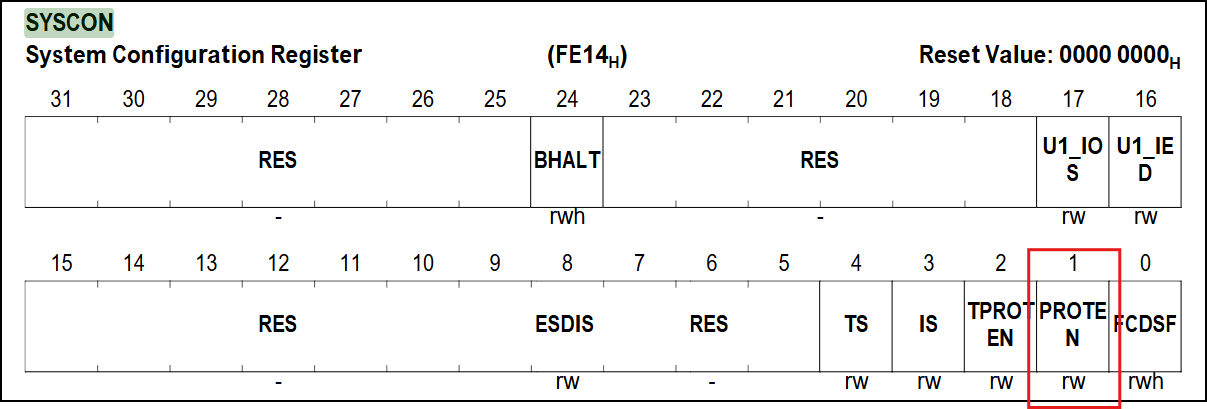 SYSCON
System Configuration Register (FE14H) Reset Value: 0000 0000H
31 30 29 28 27 26 25 24 23 22 21 20 19 18 17 16
RES BHALT RES U1_IO U1_IE
S D
- rwh - rw rw
15 14 13 12 11 10 9 8 7 6 5 4 3 2 1 0
RES ESDIS RES TS IS TPROT PROTE FCDSF
EN N
- rw - rw rw rw rw rwh